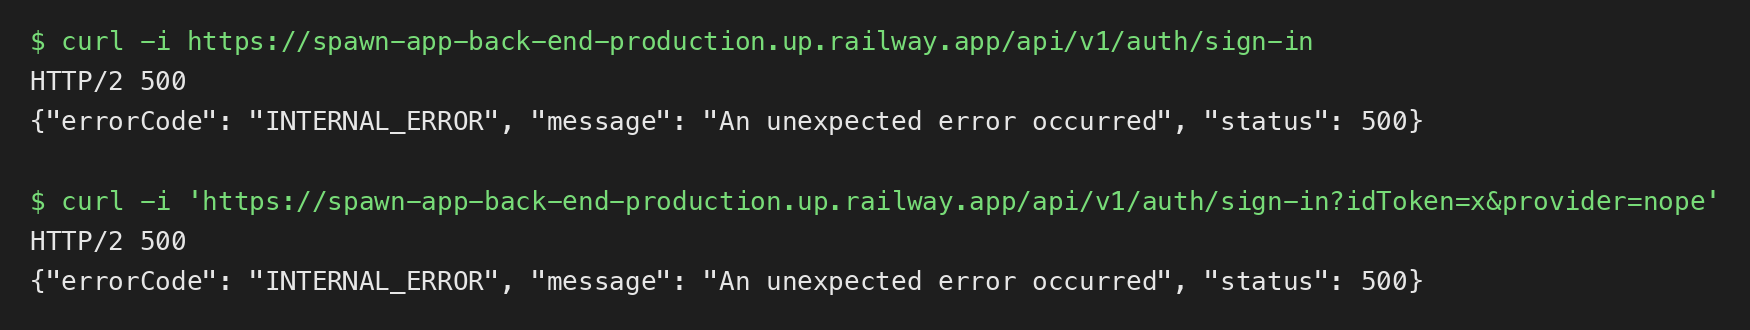 $ curl -i https://spawn-app-back-end-production.up.railway.app/api/v1/auth/sign-in
HTTP/2 500
{"errorCode": "INTERNAL_ERROR", "message": "An unexpected error occurred", "status": 500}
$ curl -i 'https://spawn-app-back-end-production.up.railway.app/api/v1/auth/sign-in?idToken=x&provider=nope'
HTTP/2 500
{"errorCode": "INTERNAL_ERROR", "message": "An unexpected error occurred", "status": 500}